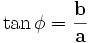 tan ϕ = b/a